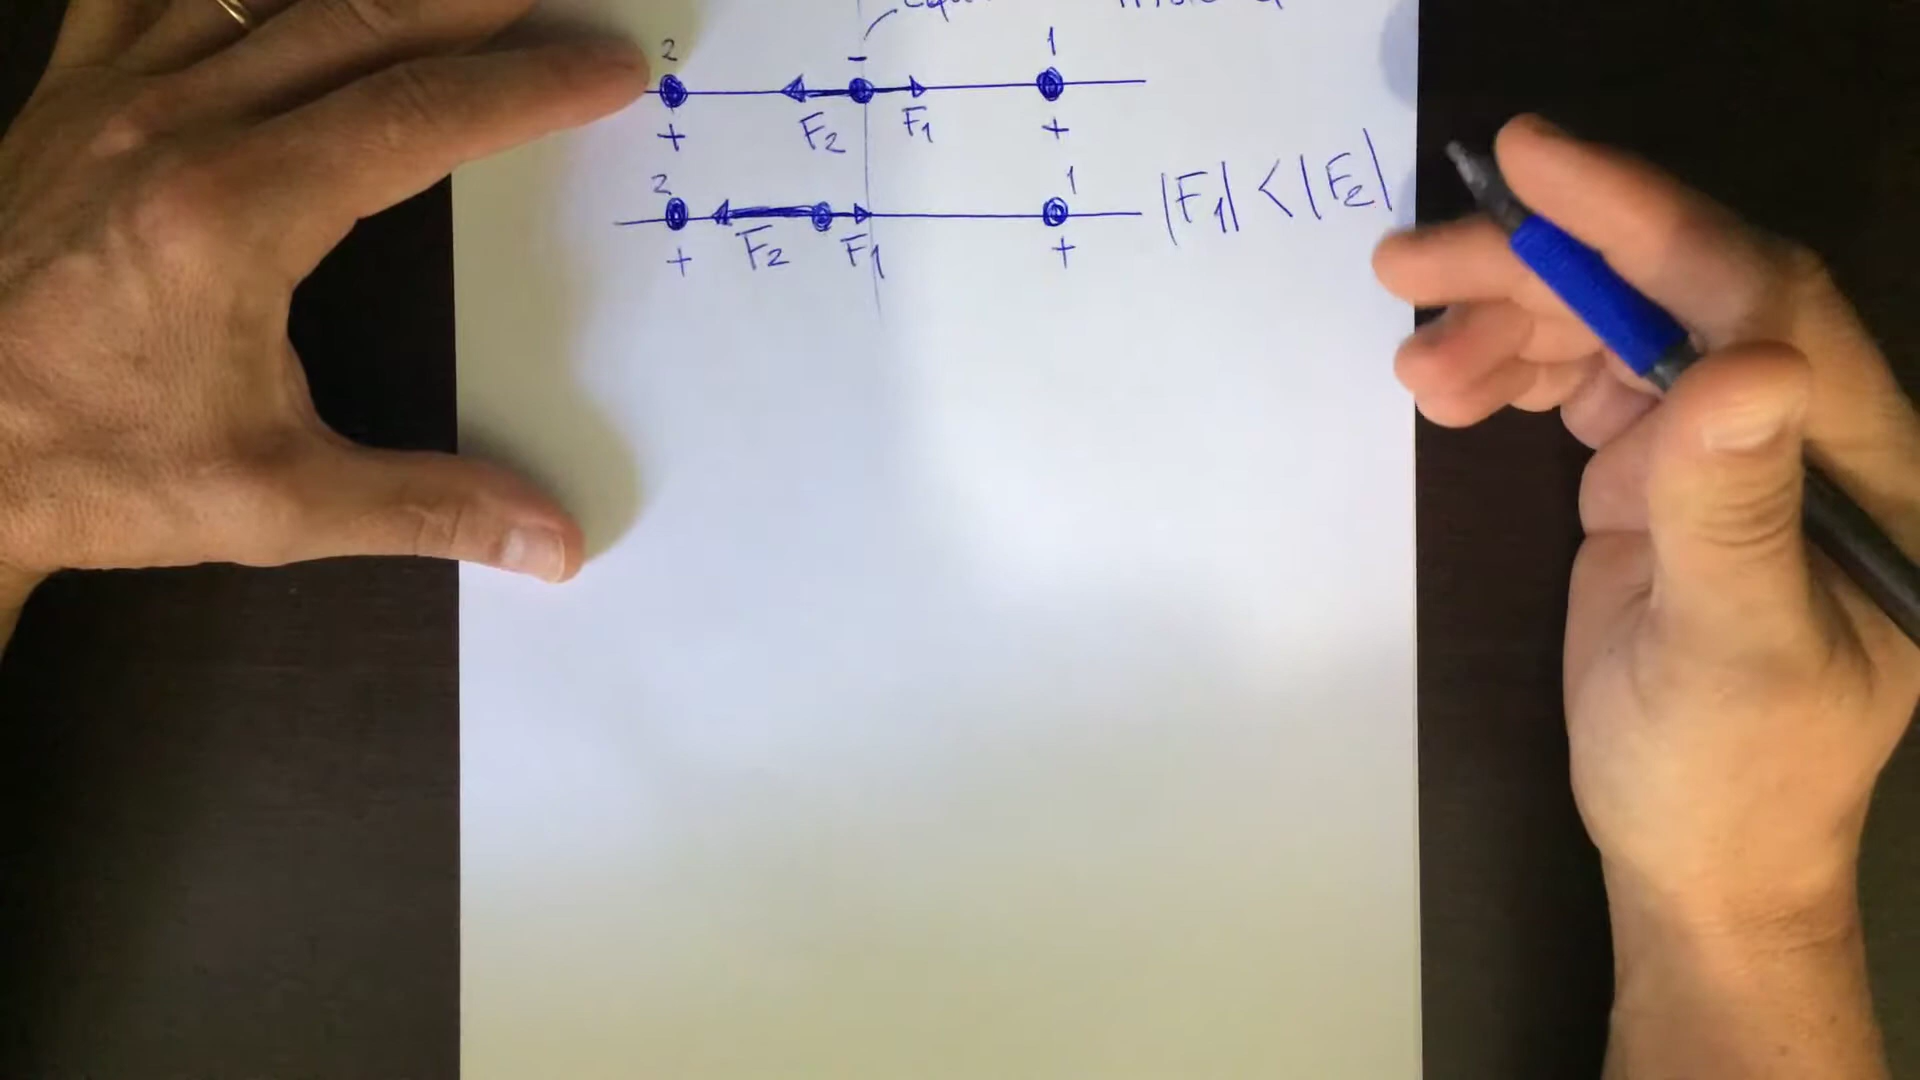 2 - 1
F2 F1
+ +
2 1
|F1| < |F2|
F2 F1
+ +